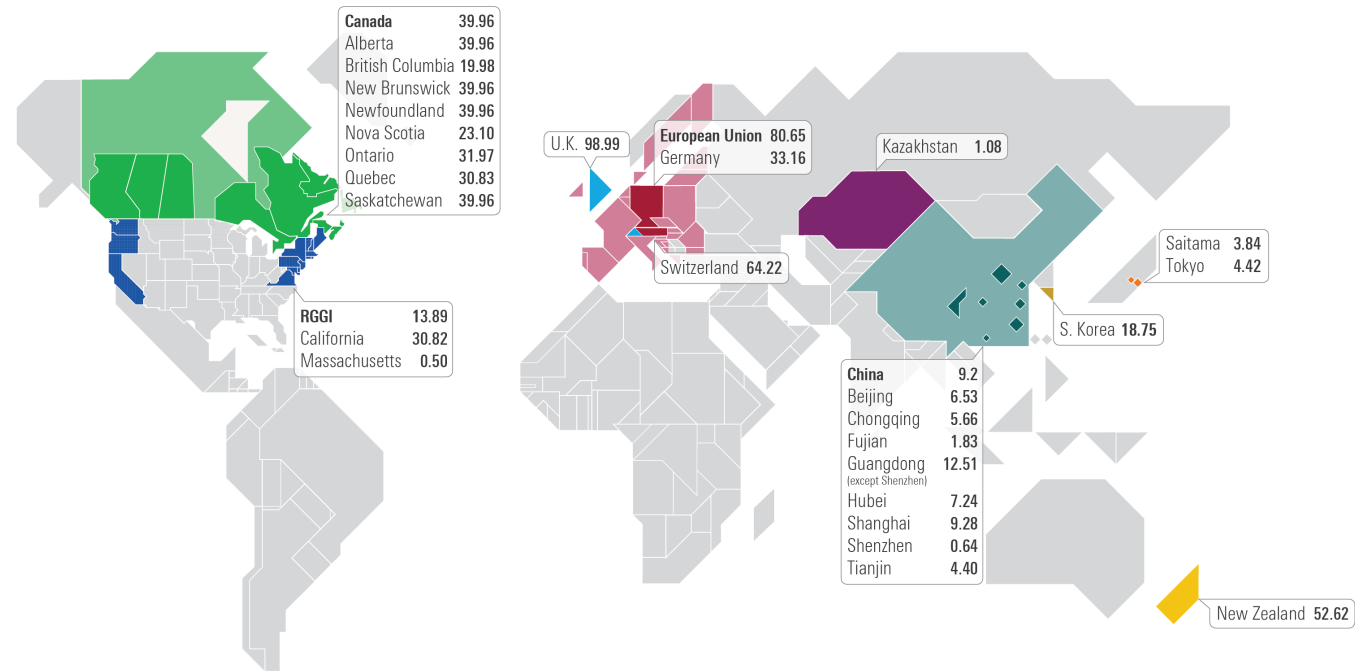 Canada 39.96
Alberta 39.96
British Columbia 19.98
New Brunswick 39.96
Newfoundland 39.96
Nova Scotia 23.10
Ontario 31.97
Quebec 30.83
Saskatchewan 39.96
RGGI 13.89
California 30.82
Massachusetts 0.50
U.K. 98.99
European Union 80.65
Germany 33.16
Switzerland 64.22
Kazakhstan 1.08
Saitama 3.84
Tokyo 4.42
S. Korea 18.75
China 9.2
Beijing 6.53
Chongqing 5.66
Fujian 1.83
Guangdong 12.51
(except Shenzhen)
Hubei 7.24
Shanghai 9.28
Shenzhen 0.64
Tianjin 4.40
New Zealand 52.62